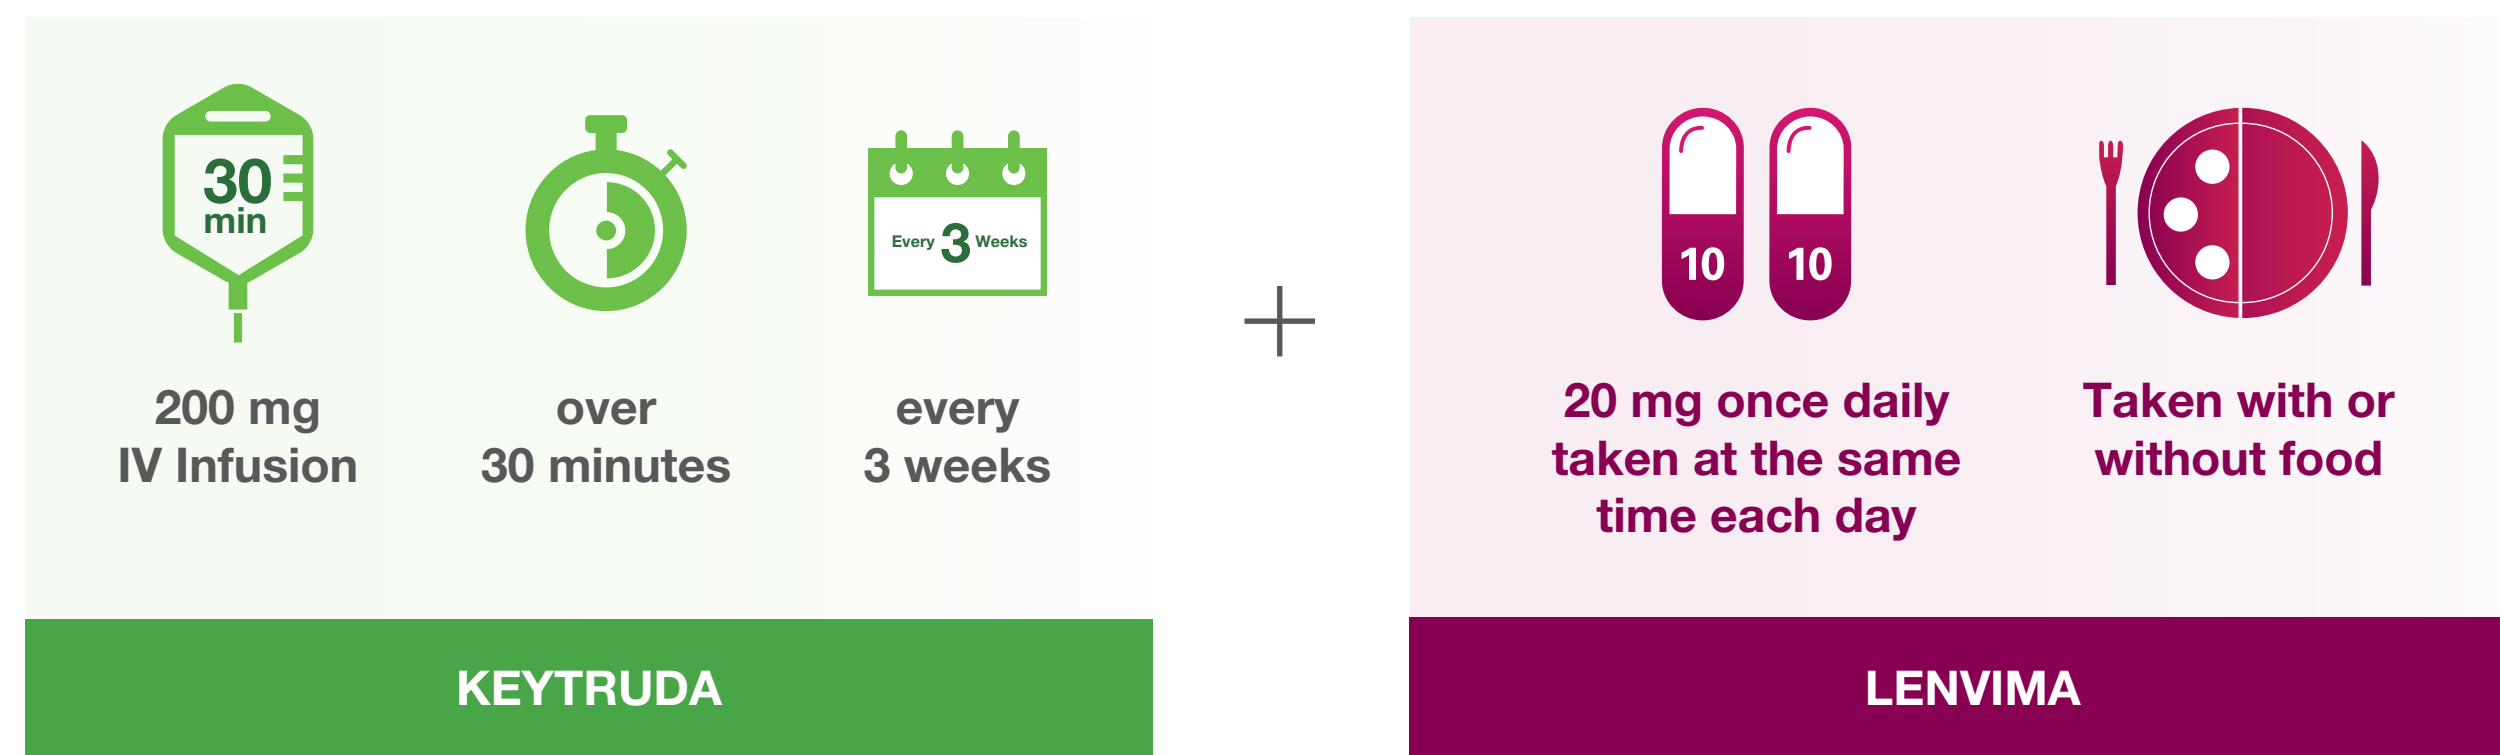 30
min
Every 3 Weeks
200 mg
IV Infusion
over
30 minutes
every
3 weeks
KEYTRUDA
10
10
20 mg once daily
taken at the same
time each day
Taken with or
without food
LENVIMA